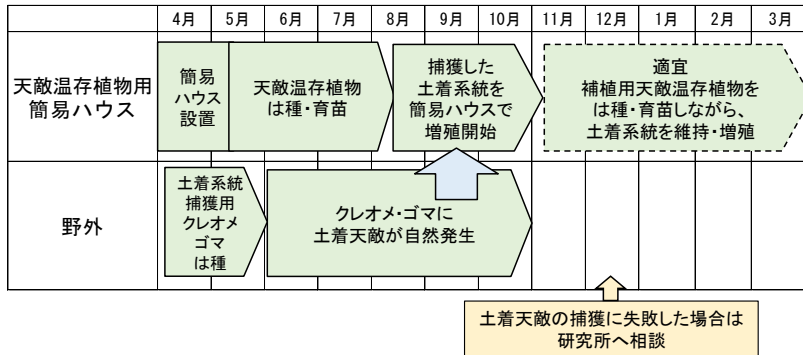 4月 5月 6月 7月 8月 9月 10月 11月 12月 1月 2月 3月
天敵温存植物用
簡易ハウス
簡易
ハウス
設置
天敵温存植物
は種・育苗
捕獲した
土着系統を
簡易ハウスで
増殖開始
適宜
補植用天敵温存植物を
は種・育苗しながら、
土着系統を維持・増殖
野外
土着系統
捕獲用
クレオメ
ゴマ
は種
クレオメ・ゴマに
土着天敵が自然発生
土着天敵の捕獲に失敗した場合は
研究所へ相談